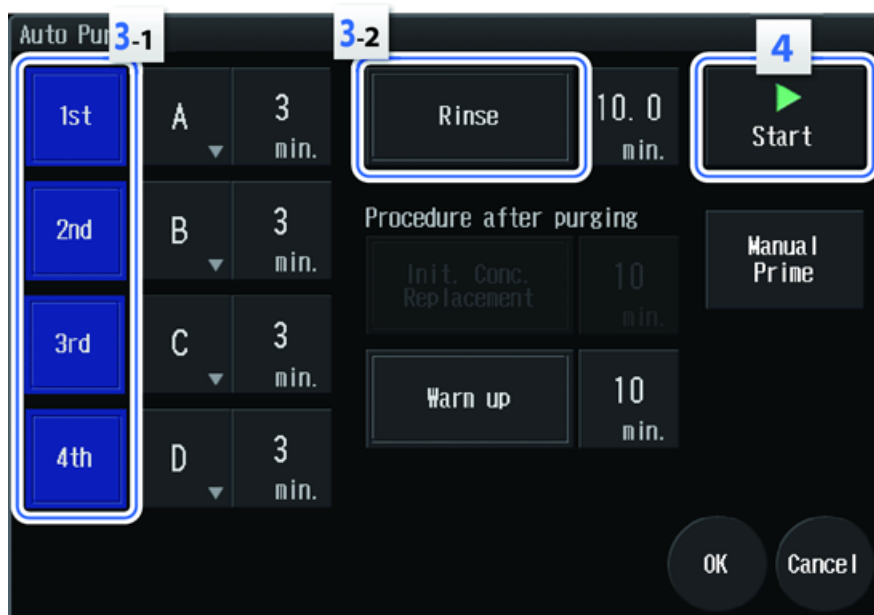 Auto Pur
3-1
3-2
4
1st
A
3
min.
Rinse
10.0
min.
Start
2nd
B
3
min.
Procedure after purging
Init. Conc.
Replacement
10
min.
Manual
Prime
3rd
C
3
min.
Warm up
10
min.
4th
D
3
min.
OK
Cancel